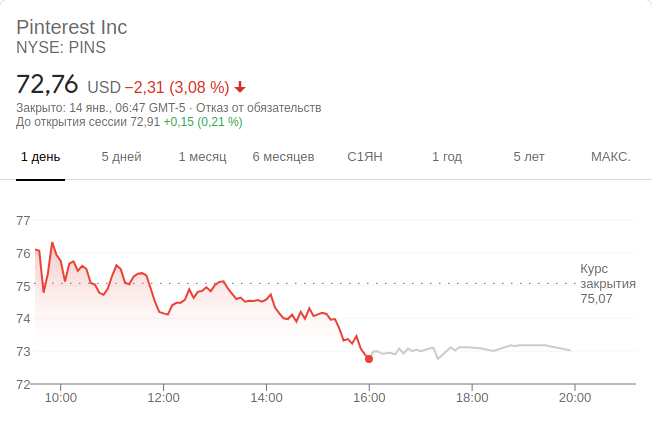 Pinterest Inc
NYSE: PINS
72,76 USD −2,31 (3,08 %)
Закрыто: 14 янв., 06:47 GMT-5 · Отказ от обязательств
До открытия сессии 72,91 +0,15 (0,21 %)
1 день 5 дней 1 месяц 6 месяцев С1ЯН 1 год 5 лет МАКС.
77
76
75
74
73
72
Курс
закрытия
75,07
10:00 12:00 14:00 16:00 18:00 20:00